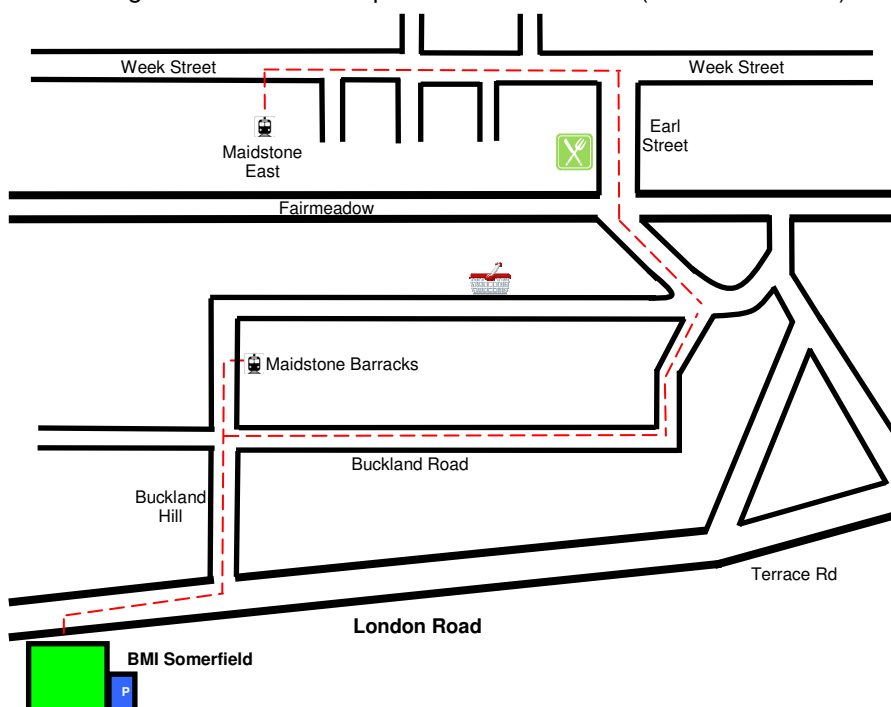 Week Street
Week Street
Earl
Street
Maidstone
East
Fairmeadow
Maidstone Barracks
Buckland Road
Buckland
Hill
Terrace Rd
London Road
BMI Somerfield
P